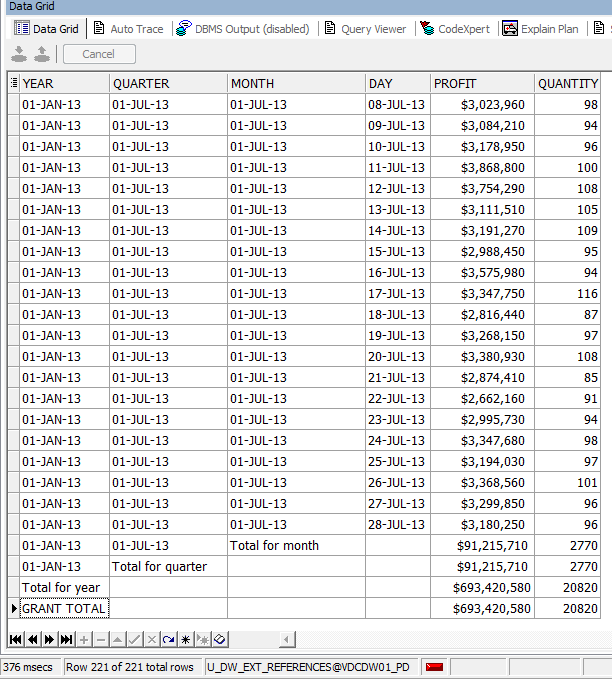 Data Grid
Data Grid Auto Trace DBMS Output (disabled) Query Viewer CodeXpert Explain Plan
Cancel
YEAR QUARTER MONTH DAY PROFIT QUANTITY
01-JAN-13 01-JUL-13 01-JUL-13 08-JUL-13 $3,023,960 98
01-JAN-13 01-JUL-13 01-JUL-13 09-JUL-13 $3,084,210 94
01-JAN-13 01-JUL-13 01-JUL-13 10-JUL-13 $3,178,950 96
01-JAN-13 01-JUL-13 01-JUL-13 11-JUL-13 $3,868,800 100
01-JAN-13 01-JUL-13 01-JUL-13 12-JUL-13 $3,754,290 108
01-JAN-13 01-JUL-13 01-JUL-13 13-JUL-13 $3,111,510 105
01-JAN-13 01-JUL-13 01-JUL-13 14-JUL-13 $3,191,270 109
01-JAN-13 01-JUL-13 01-JUL-13 15-JUL-13 $2,988,450 95
01-JAN-13 01-JUL-13 01-JUL-13 16-JUL-13 $3,575,980 94
01-JAN-13 01-JUL-13 01-JUL-13 17-JUL-13 $3,347,750 116
01-JAN-13 01-JUL-13 01-JUL-13 18-JUL-13 $2,816,440 87
01-JAN-13 01-JUL-13 01-JUL-13 19-JUL-13 $3,268,150 97
01-JAN-13 01-JUL-13 01-JUL-13 20-JUL-13 $3,380,930 108
01-JAN-13 01-JUL-13 01-JUL-13 21-JUL-13 $2,874,410 85
01-JAN-13 01-JUL-13 01-JUL-13 22-JUL-13 $2,662,160 91
01-JAN-13 01-JUL-13 01-JUL-13 23-JUL-13 $2,995,730 94
01-JAN-13 01-JUL-13 01-JUL-13 24-JUL-13 $3,347,680 98
01-JAN-13 01-JUL-13 01-JUL-13 25-JUL-13 $3,194,030 97
01-JAN-13 01-JUL-13 01-JUL-13 26-JUL-13 $3,368,560 101
01-JAN-13 01-JUL-13 01-JUL-13 27-JUL-13 $3,299,850 96
01-JAN-13 01-JUL-13 01-JUL-13 28-JUL-13 $3,180,250 96
01-JAN-13 01-JUL-13 Total for month $91,215,710 2770
01-JAN-13 Total for quarter $91,215,710 2770
Total for year $693,420,580 20820
GRANT TOTAL $693,420,580 20820
376 msecs Row 221 of 221 total rows U_DW_EXT_REFERENCES@VDCDW01_PD